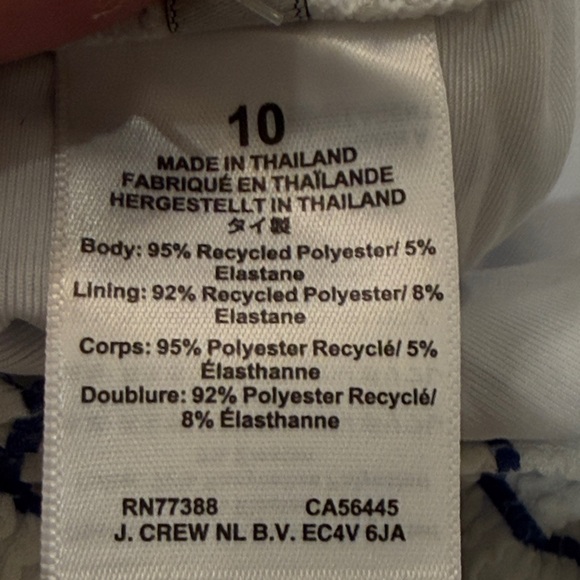 10
MADE IN THAILAND
FABRIQUÉ EN THAÏLANDE
HERGESTELLT IN THAILAND
タイ製
Body: 95% Recycled Polyester/ 5%
Elastane
Lining: 92% Recycled Polyester/ 8%
Elastane
Corps: 95% Polyester Recyclé/ 5%
Élasthanne
Doublure: 92% Polyester Recyclé/
8% Élasthanne
RN77388 CA56445
J. CREW NL B.V. EC4V 6JA